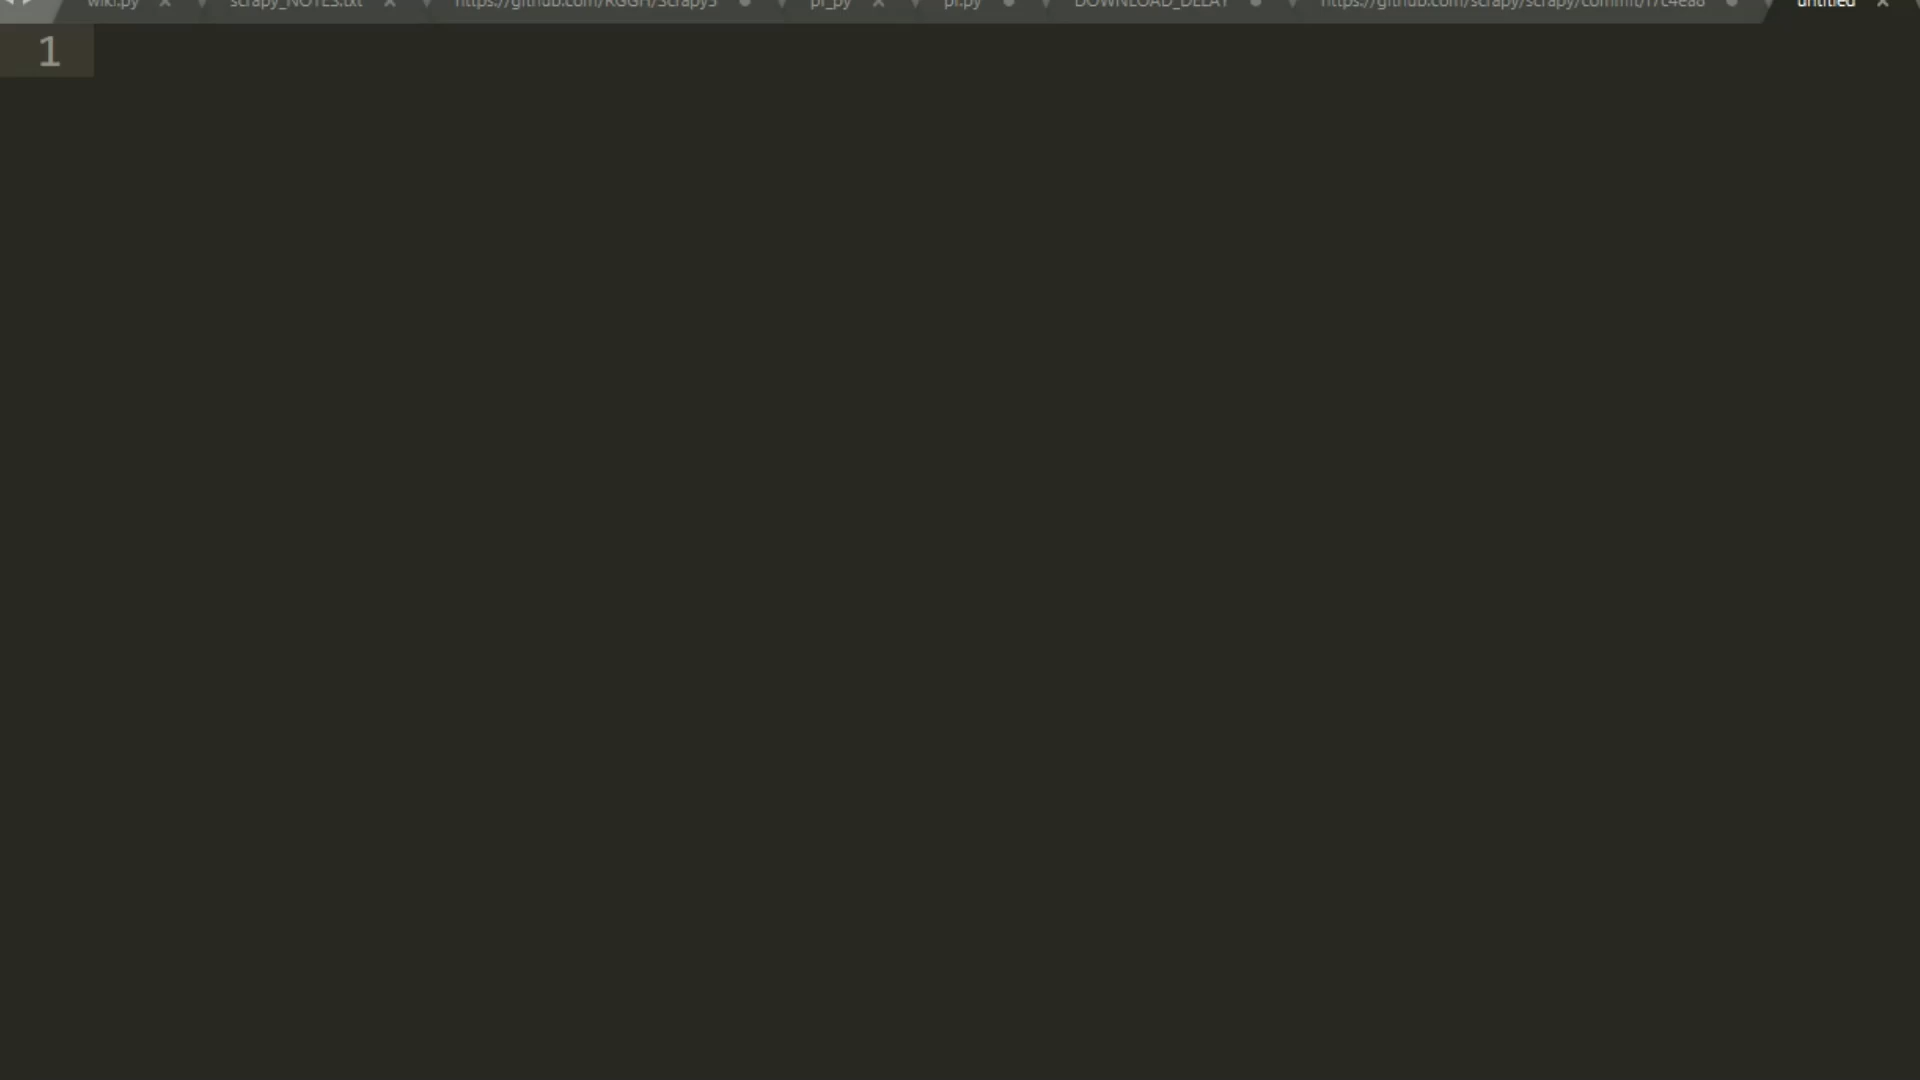 wiki.py scrapy_NOTES.txt https://github.com/RGGH/Scrapy5 pi_py pi.py DOWNLOAD_DELAY untitled
1